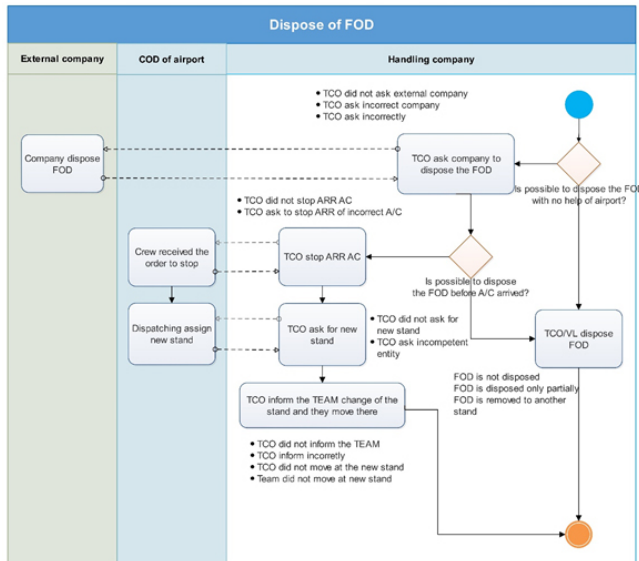 Dispose of FOD
External company
COD of airport
Handling company
• TCO did not ask external company
• TCO ask incorrect company
• TCO ask incorrectly
Company dispose
FOD
TCO ask company to
dispose the FOD
Is possible to dispose the FOD
with no help of airport?
• TCO did not stop ARR AC
• TCO ask to stop ARR of incorrect A/C
Crew received the
order to stop
TCO stop ARR AC
Is possible to dispose
the FOD before A/C arrived?
Dispatching assign
new stand
TCO ask for new
stand
• TCO did not ask for
new stand
• TCO ask incompetent
entity
TCO/VL dispose
FOD
FOD is not disposed
FOD is disposed only partially
FOD is removed to another
stand
TCO inform the TEAM change of the
stand and they move there
• TCO did not inform the TEAM
• TCO inform incorrectly
• TCO did not move at the new stand
• Team did not move at new stand